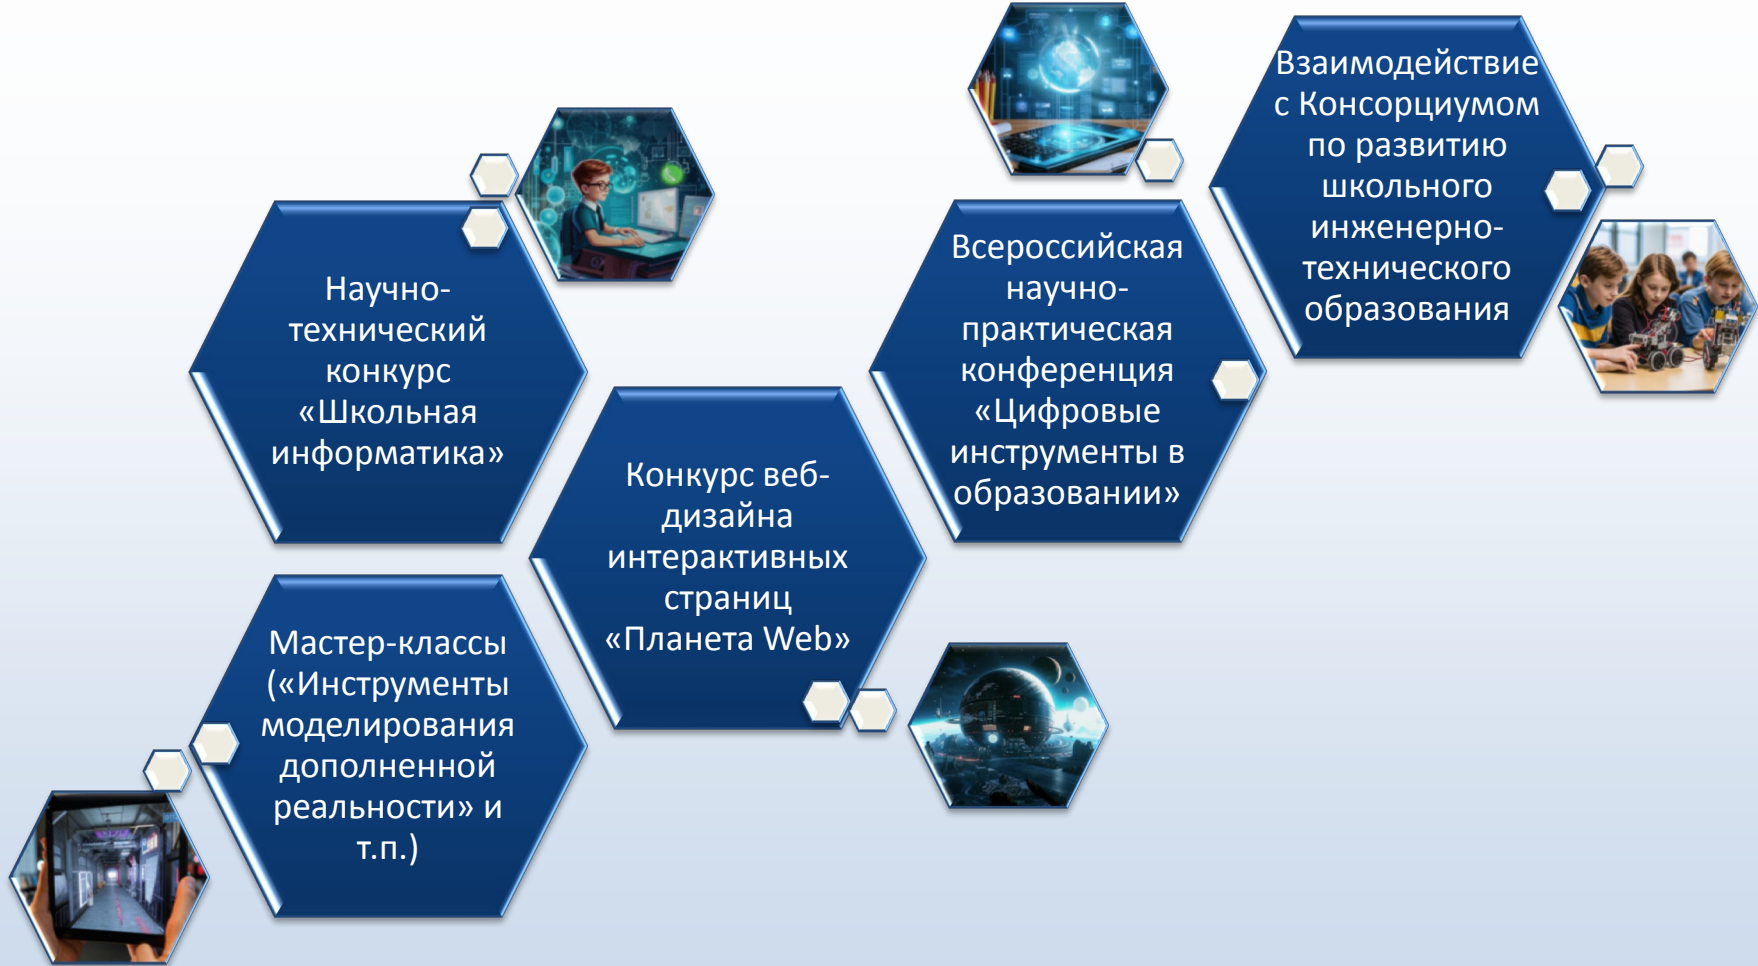 Научно-
технический
конкурс
«Школьная
информатика»
Мастер-классы
(«Инструменты
моделирования
дополненной
реальности» и
т.п.)
Конкурс веб-
дизайна
интерактивных
страниц
«Планета Web»
Всероссийская
научно-
практическая
конференция
«Цифровые
инструменты в
образовании»
Взаимодействие
с Консорциумом
по развитию
школьного
инженерно-
технического
образования